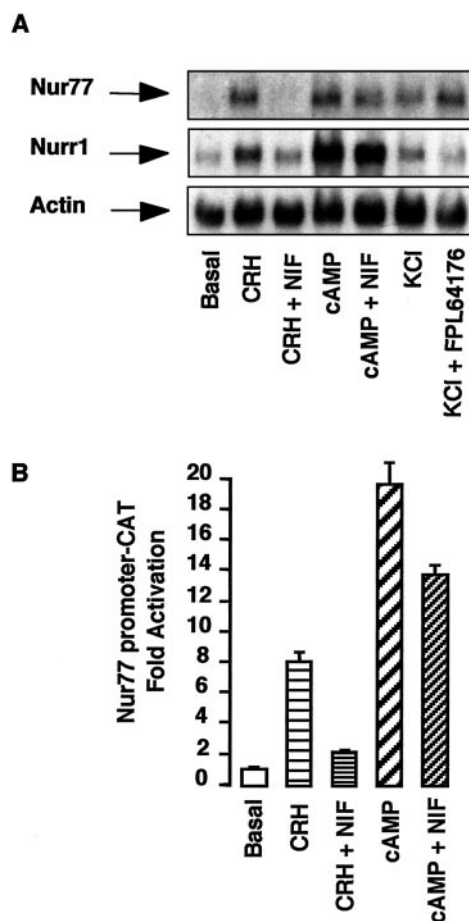 A
Nur77
Nurr1
Actin
Basal
CRH
CRH + NIF
cAMP
cAMP + NIF
KCl
KCl + FPL64176
B
Nur77 promoter-CAT
Fold Activation
20
18
16
14
12
10
8
6
4
2
0
Basal
CRH
CRH + NIF
cAMP
cAMP + NIF